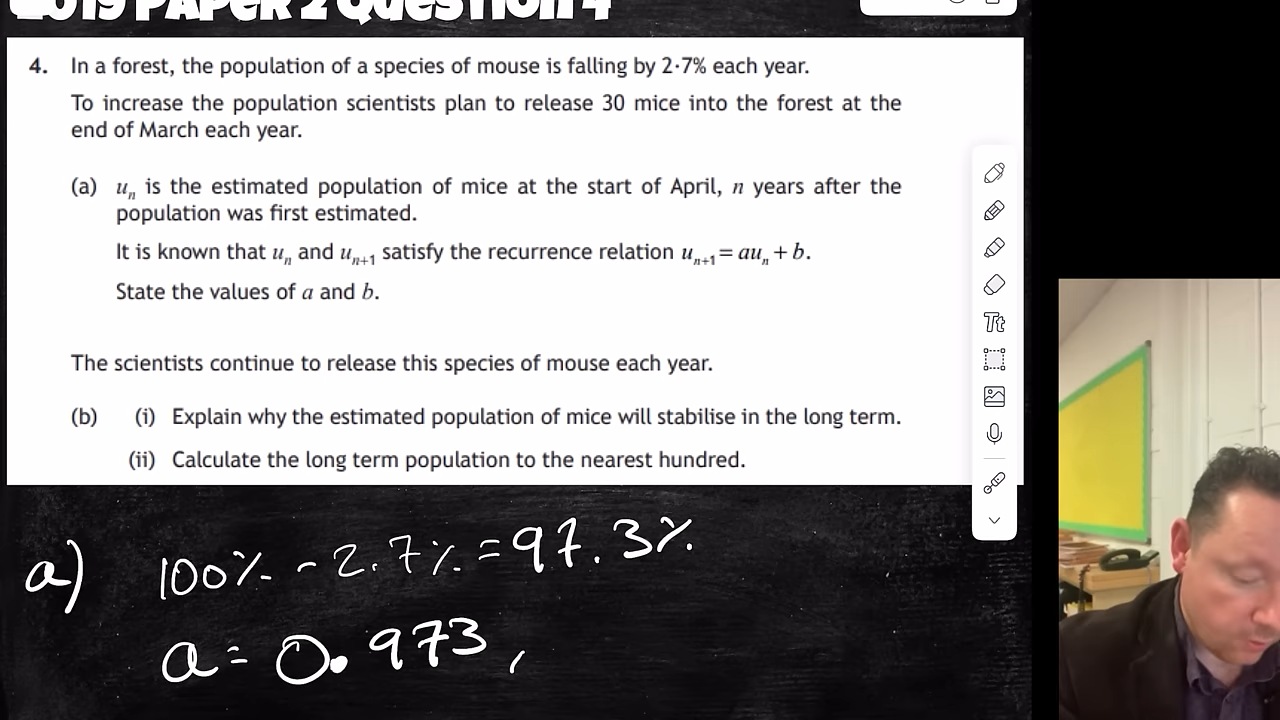 2019 PAPER 2 QUESTION 4
4. In a forest, the population of a species of mouse is falling by 2·7% each year.
To increase the population scientists plan to release 30 mice into the forest at the
end of March each year.
(a) uₙ is the estimated population of mice at the start of April, n years after the
population was first estimated.
It is known that uₙ and uₙ₊₁ satisfy the recurrence relation uₙ₊₁ = auₙ + b.
State the values of a and b.
The scientists continue to release this species of mouse each year.
(b) (i) Explain why the estimated population of mice will stabilise in the long term.
(ii) Calculate the long term population to the nearest hundred.
Tt
a) 100% - 2.7% = 97.3%
a = 0.973 ,